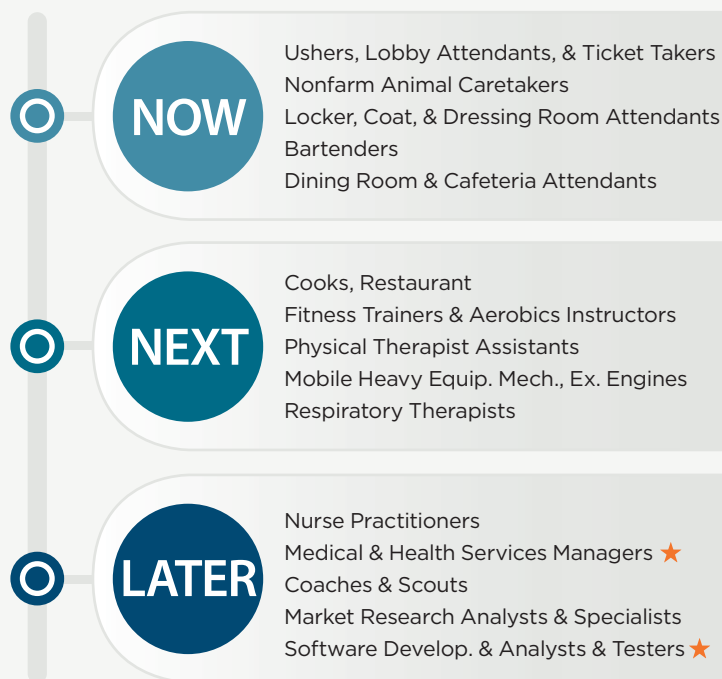 NOW
Ushers, Lobby Attendants, & Ticket Takers
Nonfarm Animal Caretakers
Locker, Coat, & Dressing Room Attendants
Bartenders
Dining Room & Cafeteria Attendants
NEXT
Cooks, Restaurant
Fitness Trainers & Aerobics Instructors
Physical Therapist Assistants
Mobile Heavy Equip. Mech., Ex. Engines
Respiratory Therapists
LATER
Nurse Practitioners
Medical & Health Services Managers
Coaches & Scouts
Market Research Analysts & Specialists
Software Develop. & Analysts & Testers